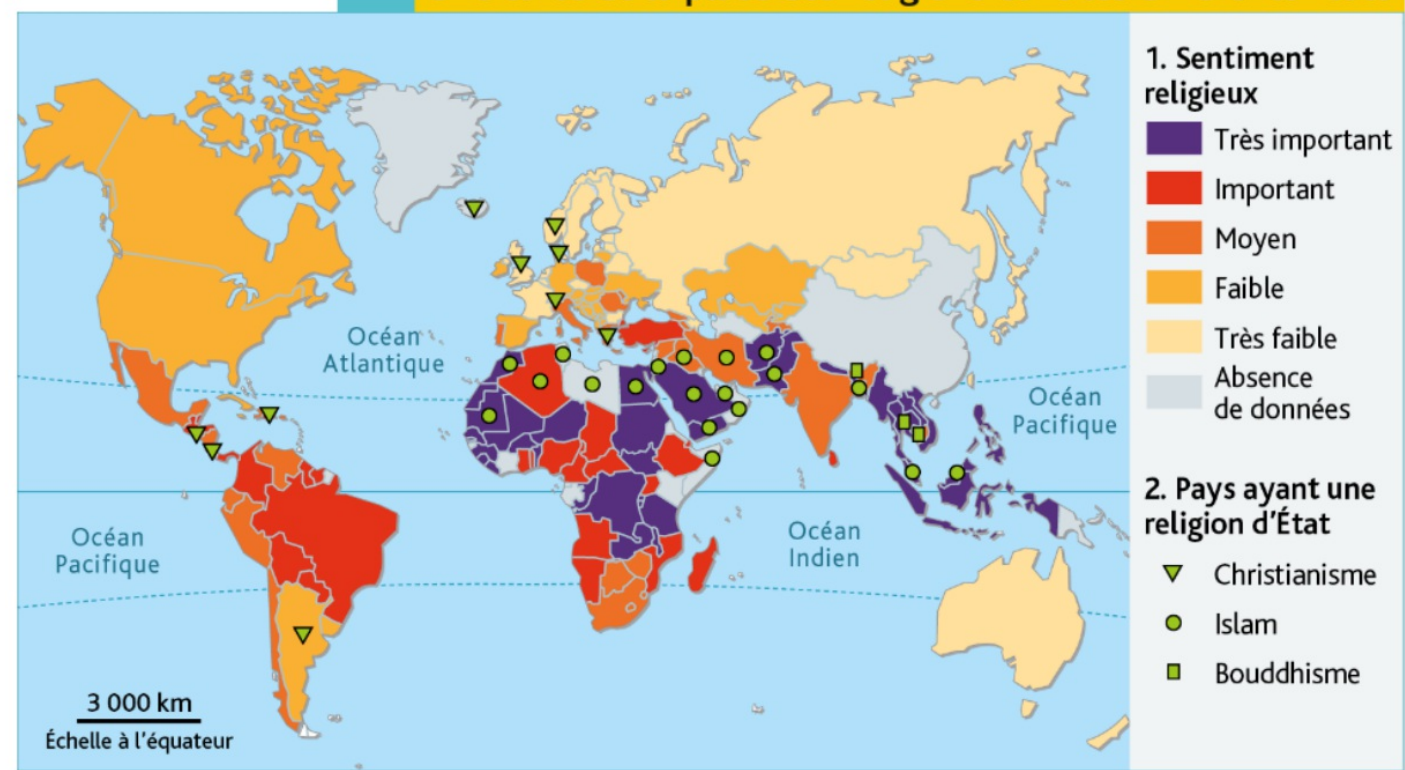 Océan
Atlantique
Océan
Pacifique
Océan
Pacifique
Océan
Indien
3 000 km
Échelle à l'équateur
1. Sentiment
religieux
Très important
Important
Moyen
Faible
Très faible
Absence
de données
2. Pays ayant une
religion d'État
Christianisme
Islam
Bouddhisme